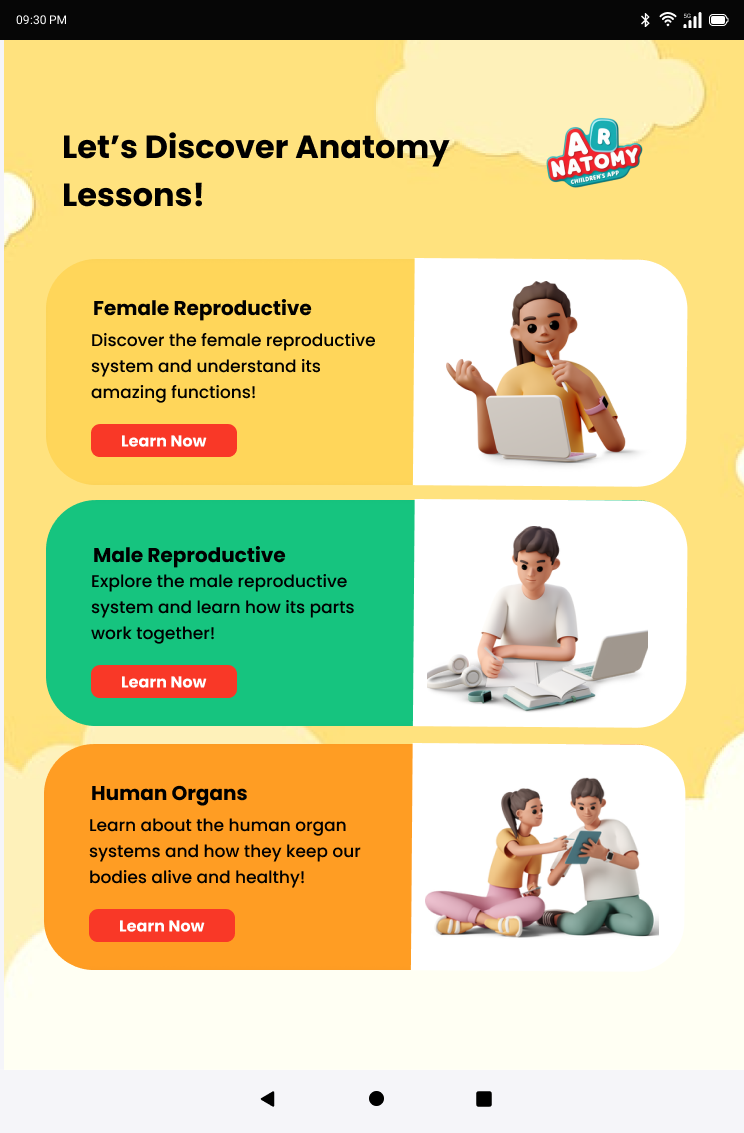 09:30 PM
5G
Let’s Discover Anatomy
Lessons!
AR
NATOMY
CHILDREN'S APP
Female Reproductive
Discover the female reproductive
system and understand its
amazing functions!
Learn Now
Male Reproductive
Explore the male reproductive
system and learn how its parts
work together!
Learn Now
Human Organs
Learn about the human organ
systems and how they keep our
bodies alive and healthy!
Learn Now